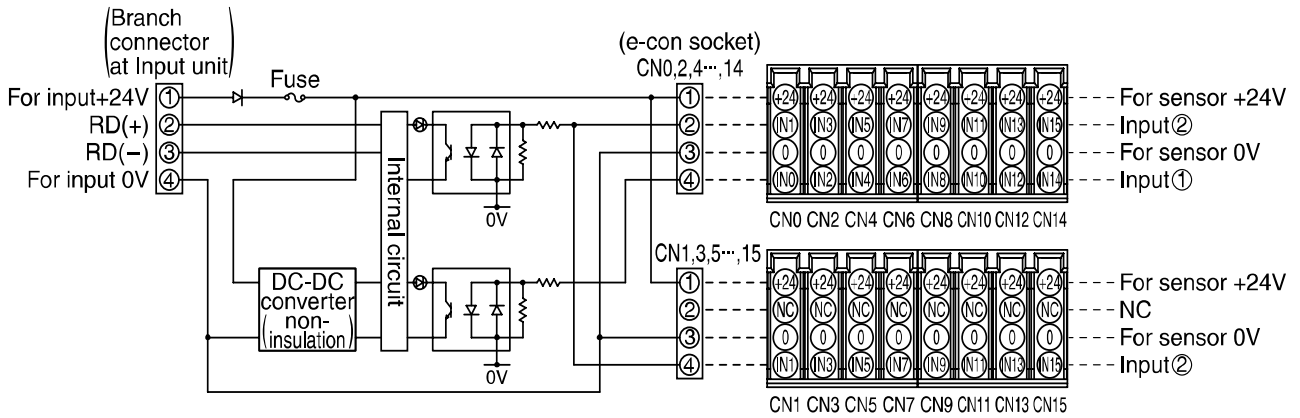 (Branch
connector
at Input unit)
Fuse
For input+24V ①
RD(+) ②
RD(−) ③
For input 0V ④
Internal circuit
0V
DC-DC
converter
(non-
insulation)
0V
(e-con socket)
CN0,2,4···,14
①
②
③
④
+24 +24 +24 +24 +24 +24 +24 +24
IN1 IN3 IN5 IN7 IN9 IN11 IN13 IN15
0 0 0 0 0 0 0 0
IN0 IN2 IN4 IN6 IN8 IN10 IN12 IN14
For sensor +24V
Input②
For sensor 0V
Input①
CN0 CN2 CN4 CN6 CN8 CN10 CN12 CN14
CN1,3,5···,15
①
②
③
④
+24 +24 +24 +24 +24 +24 +24 +24
NC NC NC NC NC NC NC NC
0 0 0 0 0 0 0 0
IN1 IN3 IN5 IN7 IN9 IN11 IN13 IN15
For sensor +24V
NC
For sensor 0V
Input②
CN1 CN3 CN5 CN7 CN9 CN11 CN13 CN15